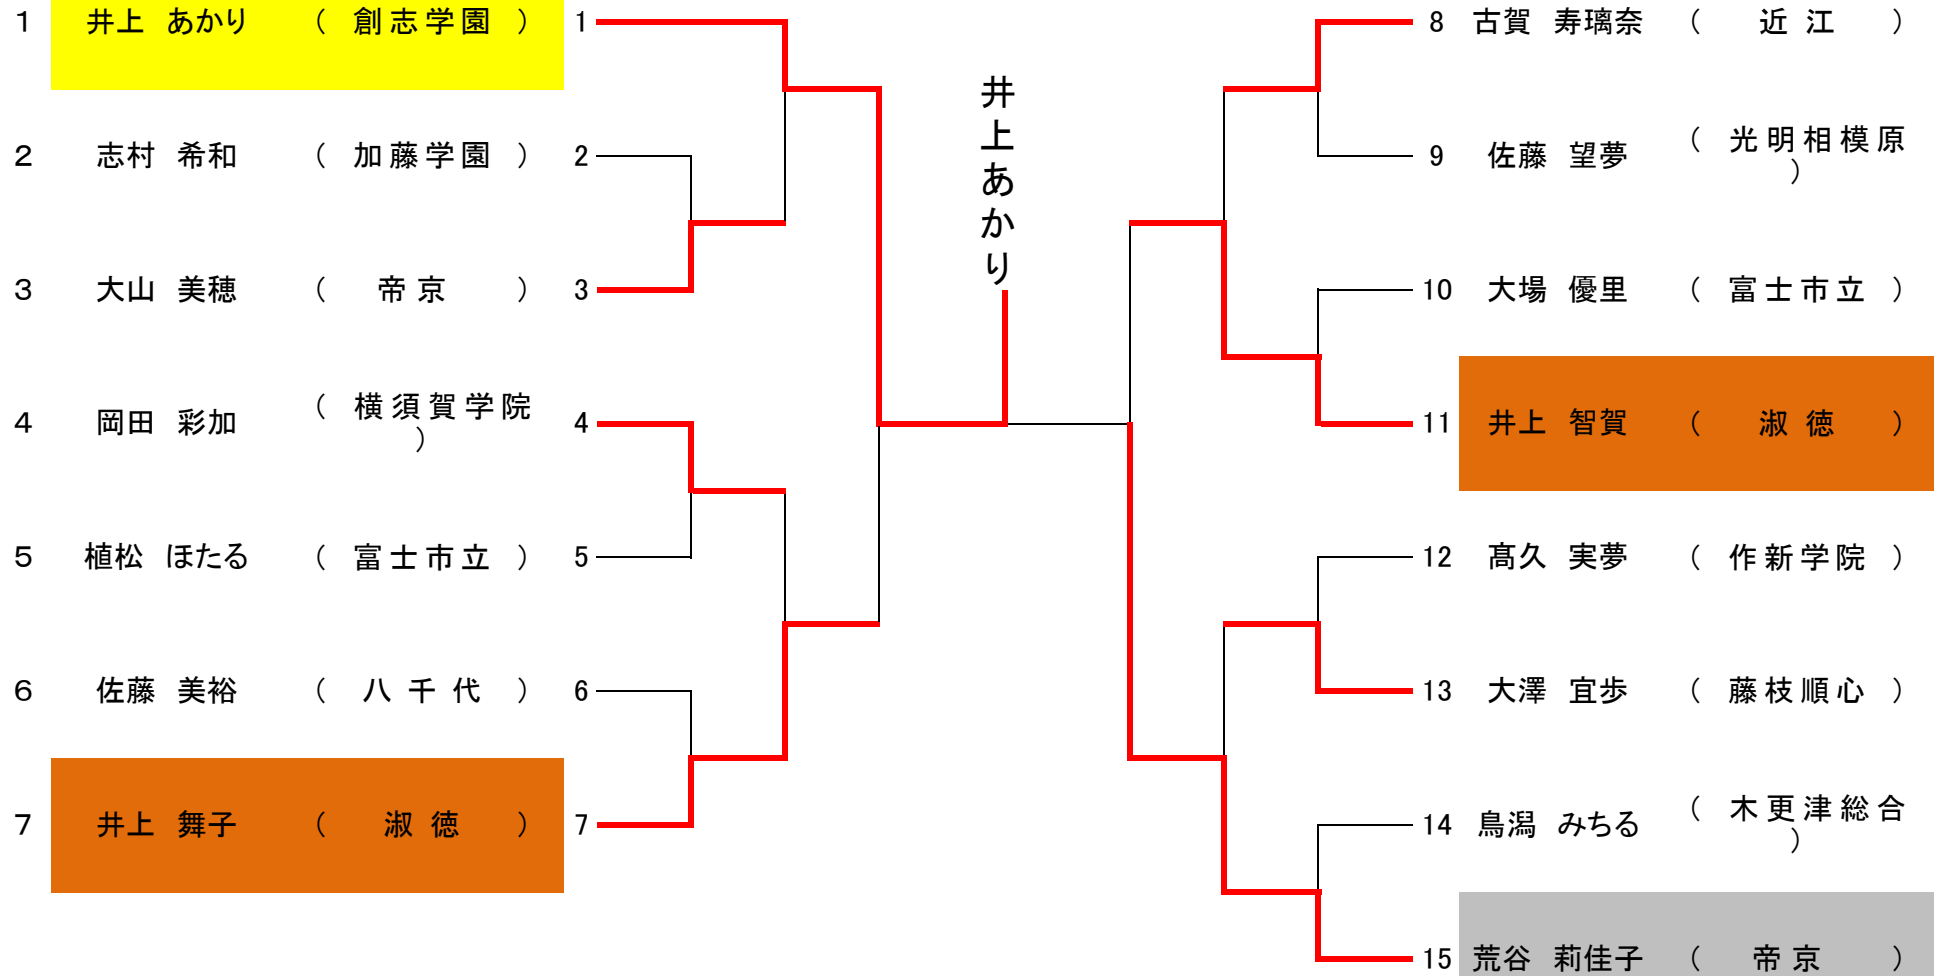 1 井上 あかり ( 創志学園 ) 1
2 志村 希和 ( 加藤学園 ) 2
3 大山 美穂 ( 帝京 ) 3
4 岡田 彩加 ( 横須賀学院 ) 4
5 植松 ほたる ( 富士市立 ) 5
6 佐藤 美裕 ( 八千代 ) 6
7 井上 舞子 ( 淑徳 ) 7
井上あかり
8 古賀 寿璃奈 ( 近江 )
9 佐藤 望夢 ( 光明相模原 )
10 大場 優里 ( 富士市立 )
11 井上 智賀 ( 淑徳 )
12 髙久 実夢 ( 作新学院 )
13 大澤 宜歩 ( 藤枝順心 )
14 鳥潟 みちる ( 木更津総合 )
15 荒谷 莉佳子 ( 帝京 )